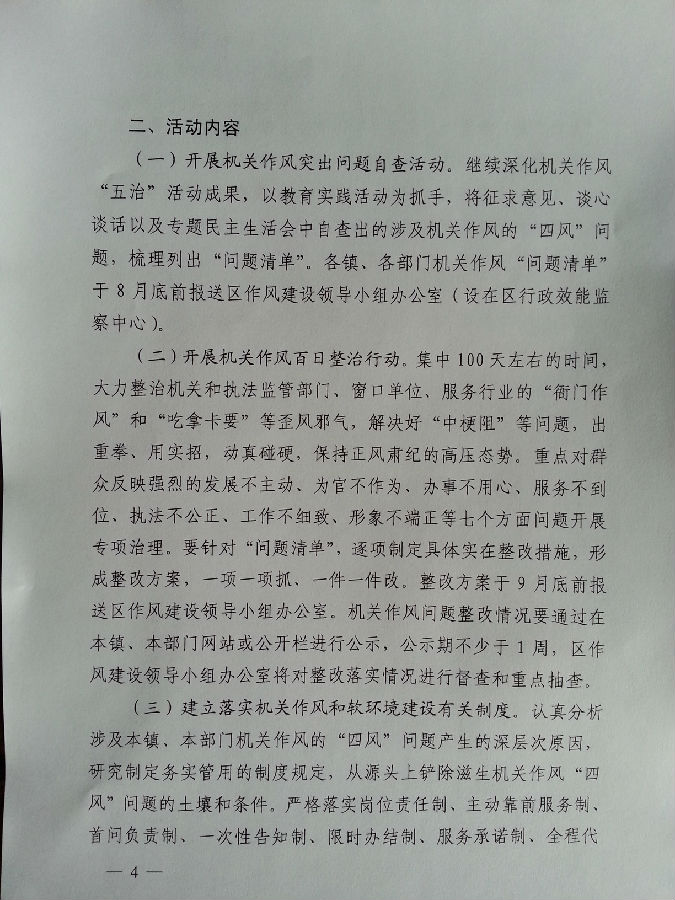 二、活动内容
（一）开展机关作风突出问题自查活动。继续深化机关作风
“五治”活动成果，以教育实践活动为抓手，将征求意见、谈心
谈话以及专题民主生活会中自查出的涉及机关作风的“四风”问
题，梳理列出“问题清单”。各镇、各部门机关作风“问题清单”
于8月底前报送区作风建设领导小组办公室（设在区行政效能监
察中心）。
（二）开展机关作风百日整治行动。集中100天左右的时间，
大力整治机关和执法监管部门、窗口单位、服务行业的“衙门作
风”和“吃拿卡要”等歪风邪气，解决好“中梗阻”等问题，出
重拳、用实招，动真碰硬，保持正风肃纪的高压态势。重点对群
众反映强烈的发展不主动、为官不作为、办事不用心、服务不到
位、执法不公正、工作不细致、形象不端正等七个方面问题开展
专项治理。要针对“问题清单”，逐项制定具体实在整改措施，形
成整改方案，一项一项抓、一件一件改。整改方案于9月底前报
送区作风建设领导小组办公室。机关作风问题整改情况要通过在
本镇、本部门网站或公开栏进行公示，公示期不少于1周，区作
风建设领导小组办公室将对整改落实情况进行督查和重点抽查。
（三）建立落实机关作风和软环境建设有关制度。认真分析
涉及本镇、本部门机关作风的“四风”问题产生的深层次原因，
研究制定务实管用的制度规定，从源头上铲除滋生机关作风“四
风”问题的土壤和条件。严格落实岗位责任制、主动靠前服务制、
首问负责制、一次性告知制、限时办结制、服务承诺制、全程代
— 4 —